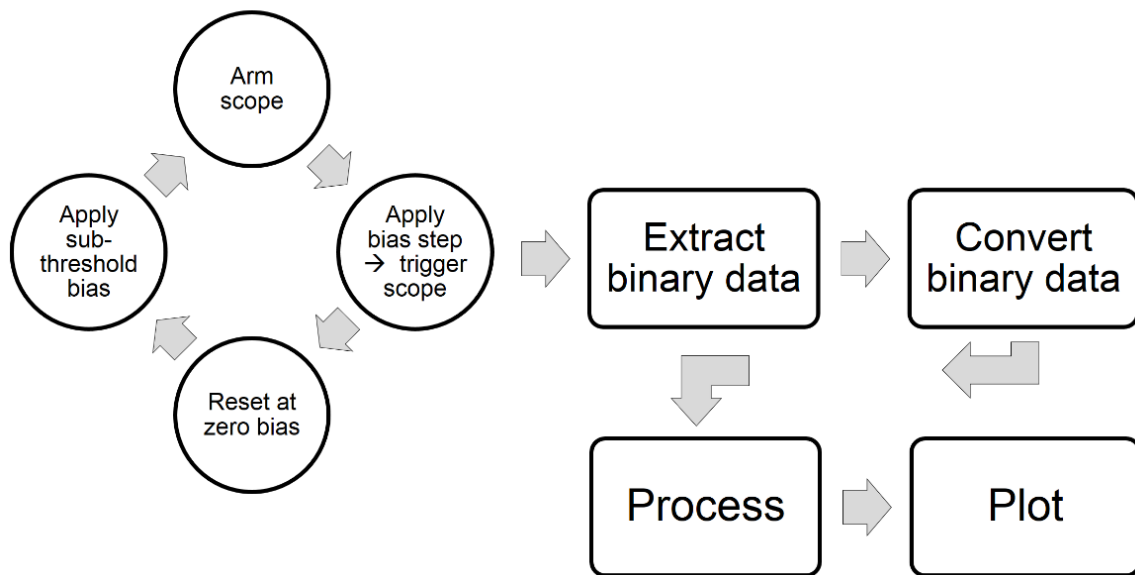 Arm
scope
Apply
sub-
threshold
bias
Apply
bias step
→ trigger
scope
Reset at
zero bias
Extract
binary data
Convert
binary data
Process
Plot